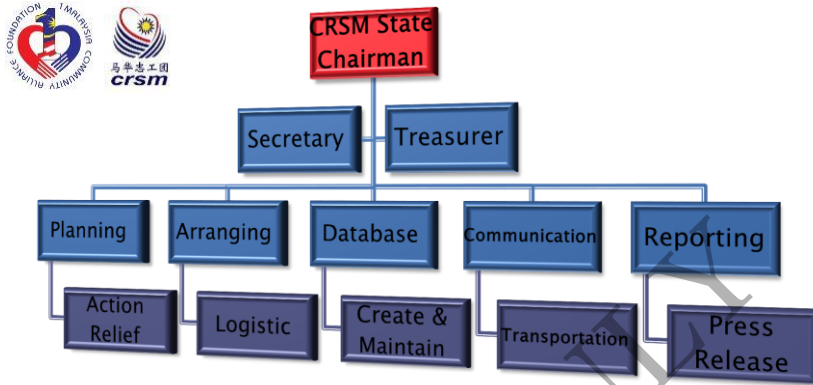 FOUNDATION 1MALAYSIA COMMUNITY ALLIANCE
马华志工团
crsm
CRSM State
Chairman
Secretary
Treasurer
Planning
Arranging
Database
Communication
Reporting
Action
Relief
Logistic
Create &
Maintain
Transportation
Press
Release